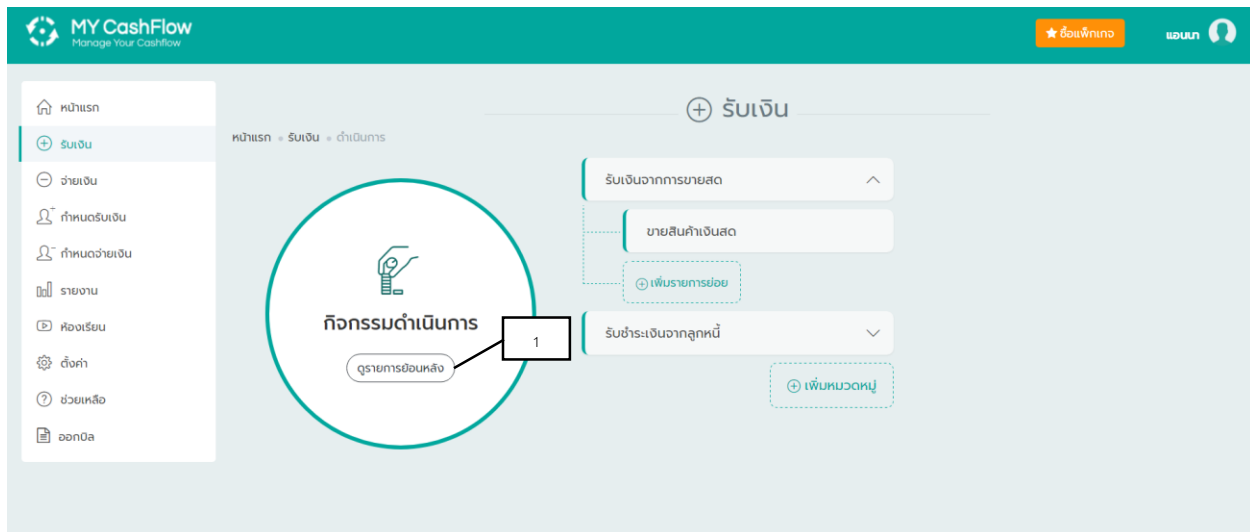 MY CashFlow
Manage Your Cashflow
ซื้อแพ็กเกจ
แอนนา
หน้าแรก
รับเงิน
จ่ายเงิน
กำหนดรับเงิน
กำหนดจ่ายเงิน
รายงาน
ห้องเรียน
ตั้งค่า
ช่วยเหลือ
ออกบิล
รับเงิน
หน้าแรก รับเงิน ดำเนินการ
กิจกรรมดำเนินการ
ดูรายการย้อนหลัง
1
รับเงินจากการขายสด
ขายสินค้าเงินสด
เพิ่มรายการย่อย
รับชำระเงินจากลูกหนี้
เพิ่มหมวดหมู่